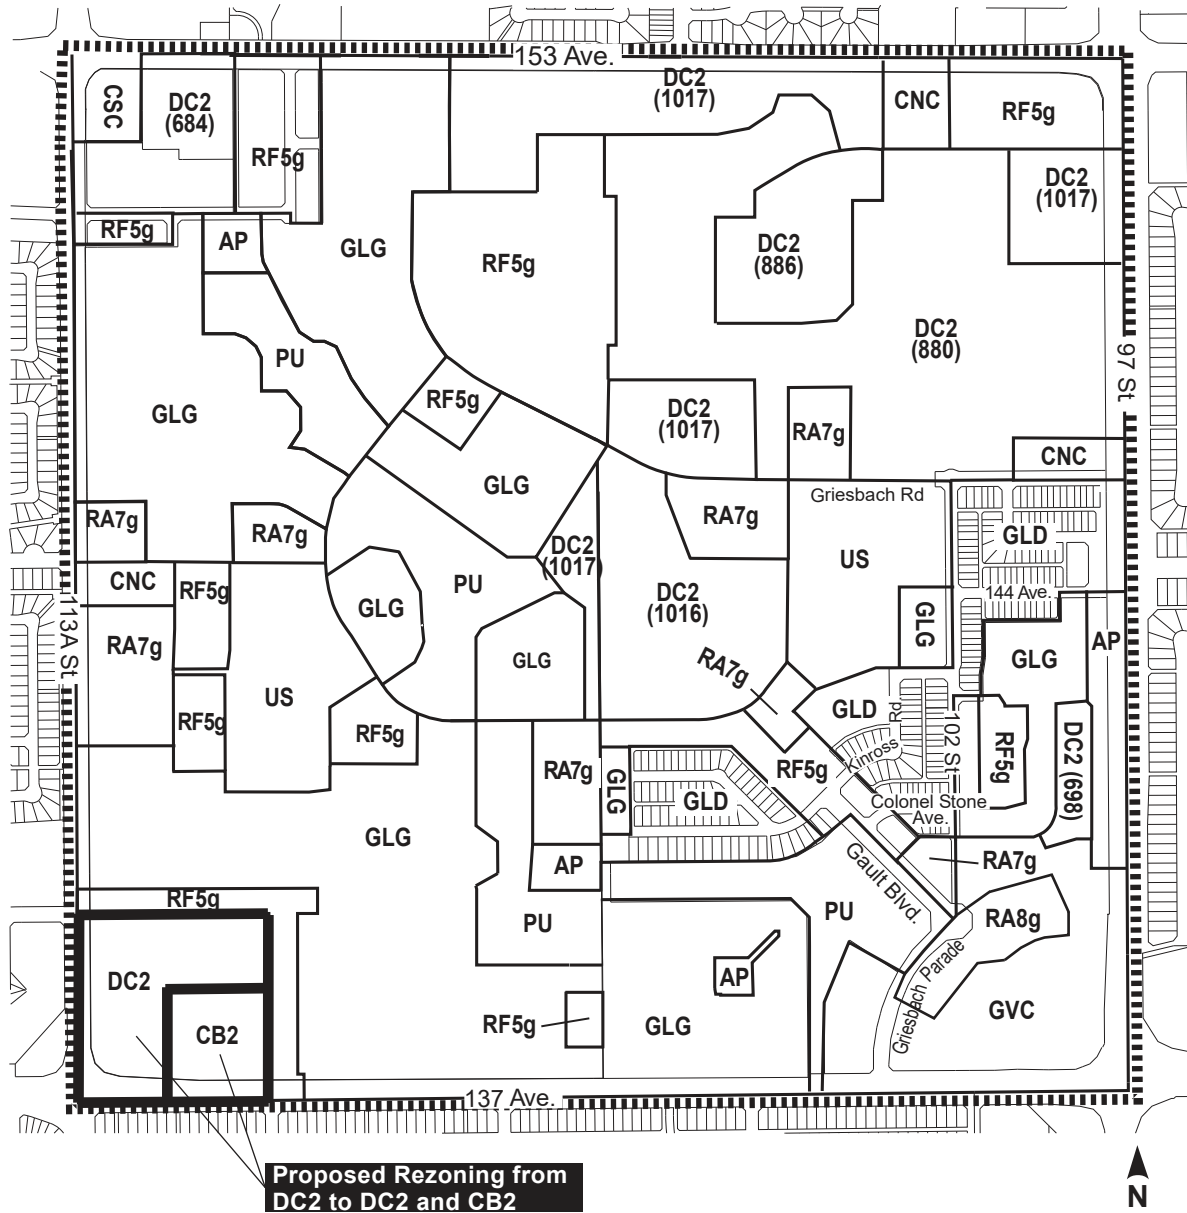 153 Ave.
CSC
DC2
(684)
RF5g
DC2
(1017)
CNC
RF5g
DC2
(1017)
RF5g
AP
GLG
RF5g
DC2
(886)
DC2
(880)
97 St
PU
GLG
RF5g
DC2
(1017)
RA7g
CNC
GLG
Griesbach Rd
RA7g
RA7g
RA7g
GLD
DC2
(1017)
US
CNC
RF5g
PU
GLG
DC2
(1016)
144 Ave.
GLG
113A St
RA7g
GLG
RA7g
GLG
AP
US
RF5g
RF5g
GLD
Kinross Rd
102 St
RF5g
DC2 (698)
RA7g
GLG
RF5g
GLD
Colonel Stone
Ave.
GLG
AP
RA7g
Gault Blvd.
RF5g
PU
PU
RA8g
DC2
AP
Griesbach Parade
CB2
RF5g
GLG
GVC
137 Ave.
Proposed Rezoning from
DC2 to DC2 and CB2
N